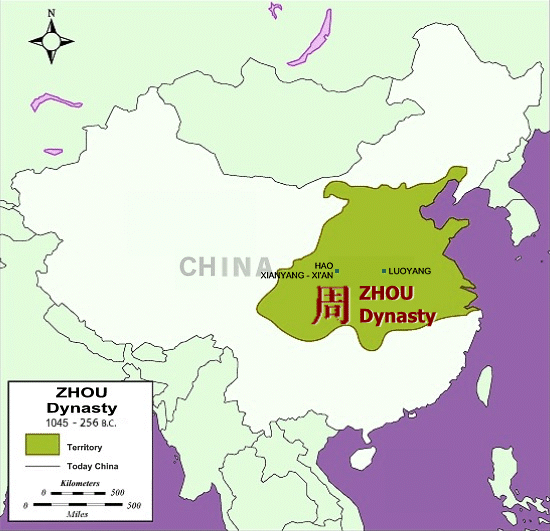 N
CHINA
HAO
XIANYANG - XI'AN
LUOYANG
周
ZHOU
Dynasty
ZHOU
Dynasty
1045 - 256 B.C.
Territory
Today China
Kilometers
0 500
0 500
Miles